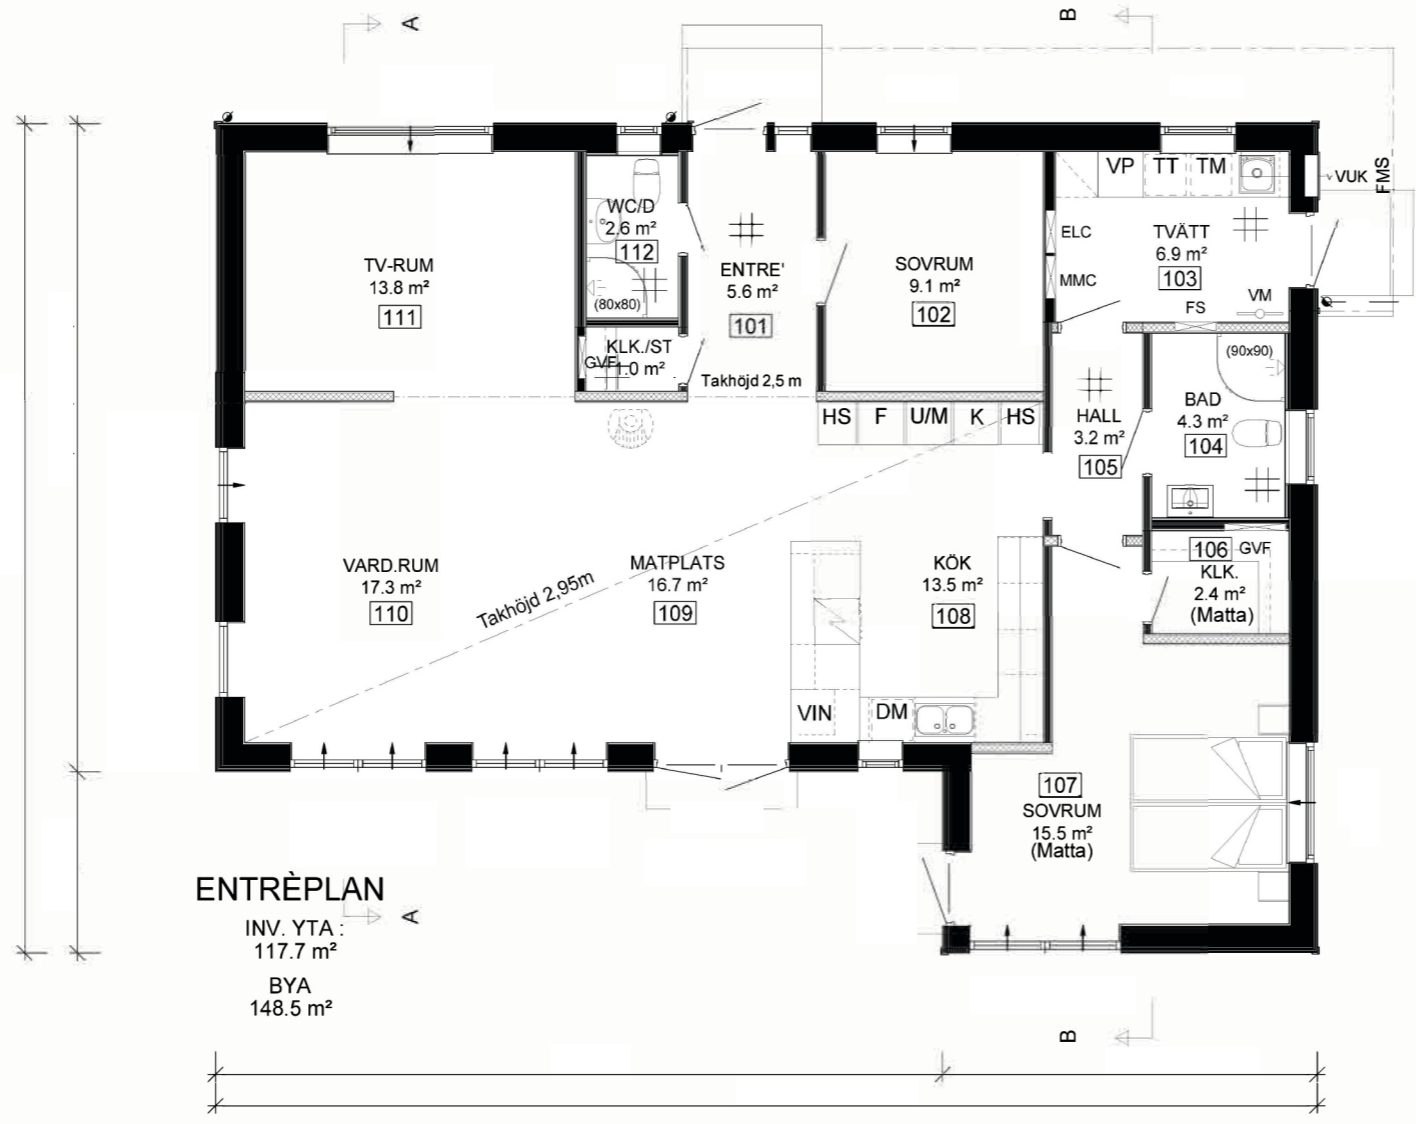 A
B
VP
TT
TM
VUK
FMS
WC/D
2.6 m²
112
(80x80)
ELC
TVÄTT
6.9 m²
103
MMC
VM
FS
TV-RUM
13.8 m²
111
ENTRE'
5.6 m²
101
SOVRUM
9.1 m²
102
KLK./ST
GVF
1.0 m²
Takhöjd 2,5 m
(90x90)
HS
F
U/M
K
HS
HALL
3.2 m²
105
BAD
4.3 m²
104
VARD.RUM
17.3 m²
110
Takhöjd 2,95m
MATPLATS
16.7 m²
109
KÖK
13.5 m²
108
106
GVF
KLK.
2.4 m²
(Matta)
VIN
DM
107
SOVRUM
15.5 m²
(Matta)
ENTRÈPLAN
A
INV. YTA :
117.7 m²
BYA
148.5 m²
B